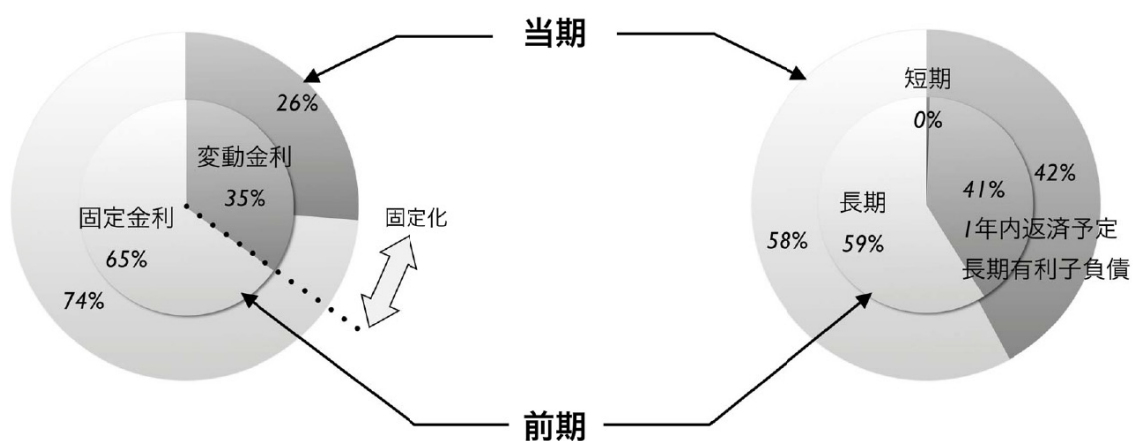 当期
26%
変動金利
35%
固定金利
65%
74%
固定化
短期
0%
42%
41%
長期
1年内返済予定
58%
59%
長期有利子負債
前期